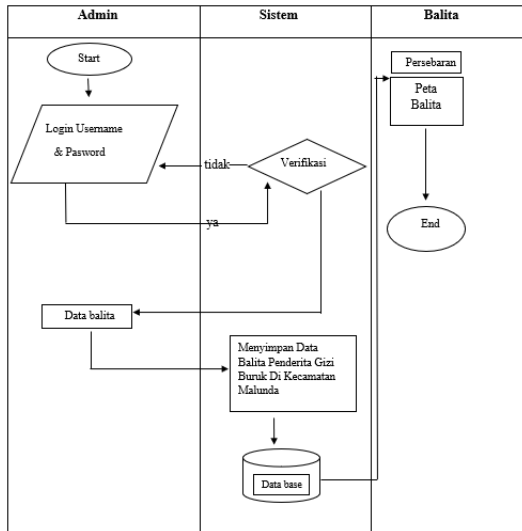 Admin
Sistem
Balita
Start
Login Username
& Pasword
tidak
Verifikasi
ya
Data balita
Menyimpan Data
Balita Penderita Gizi
Buruk Di Kecamatan
Malunda
Data base
Persebaran
Peta
Balita
End